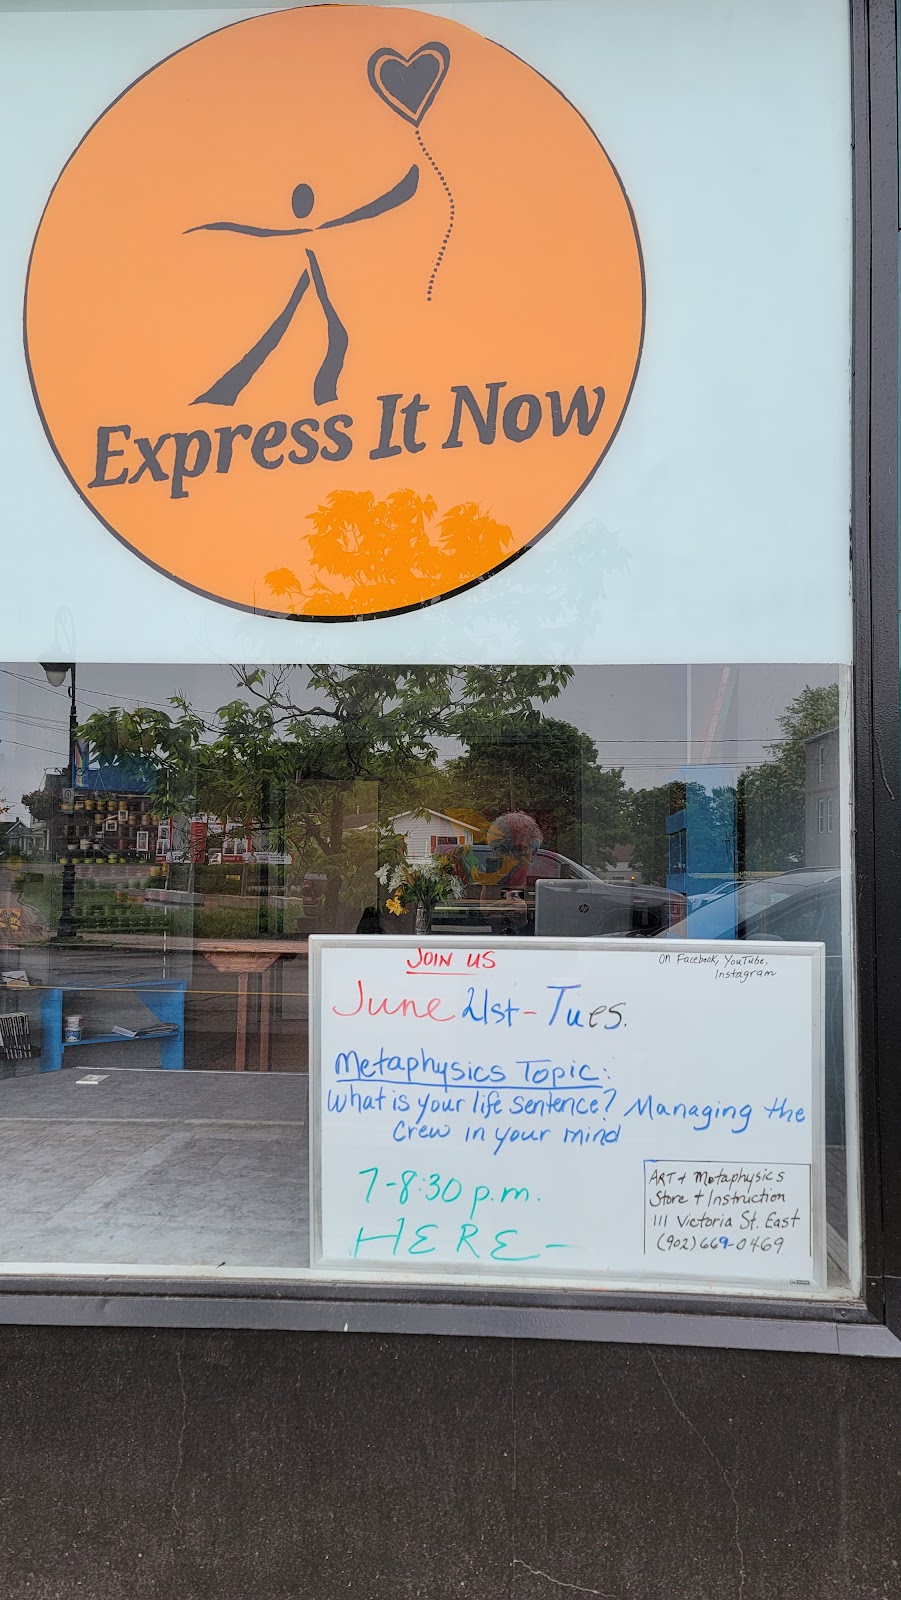 Express It Now
JOIN US
On Facebook, YouTube,
Instagram
June 21st - Tues.
Metaphysics Topic:
What is your life sentence? Managing the
Crew in your mind
7-8:30 p.m.
HERE-
ART + Metaphysics
Store + Instruction
111 Victoria St. East
(902) 669-0469
hp